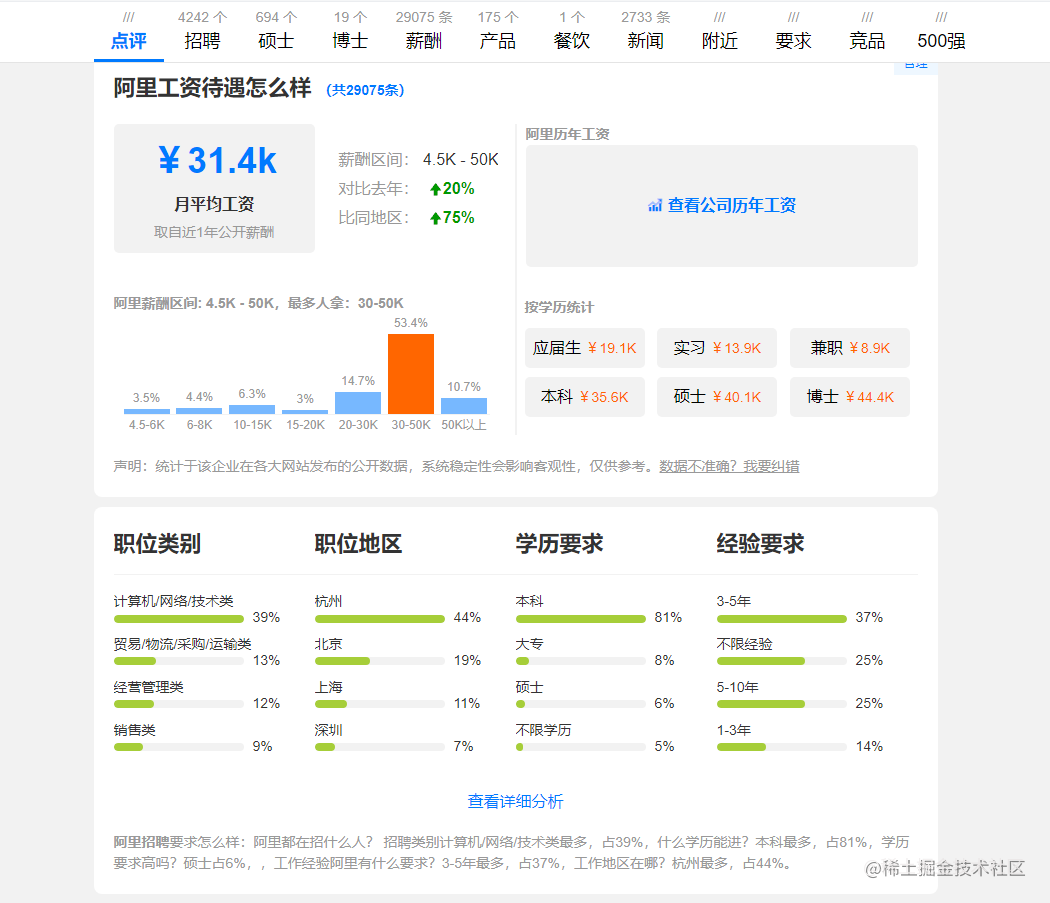 /// 4242 个 694 个 19 个 29075 条 175 个 1 个 2733 条 /// /// /// ///
点评 招聘 硕士 博士 薪酬 产品 餐饮 新闻 附近 要求 竞品 500强
管理
阿里工资待遇怎么样 (共29075条)
¥ 31.4k
月平均工资
取自近1年公开薪酬
薪酬区间： 4.5K - 50K
对比去年： 20%
比同地区： 75%
阿里历年工资
查看公司历年工资
阿里薪酬区间: 4.5K - 50K，最多人拿：30-50K
3.5% 4.4% 6.3% 3% 14.7% 53.4% 10.7%
4.5-6K 6-8K 10-15K 15-20K 20-30K 30-50K 50K以上
按学历统计
应届生 ¥ 19.1K 实习 ¥ 13.9K 兼职 ¥ 8.9K
本科 ¥ 35.6K 硕士 ¥ 40.1K 博士 ¥ 44.4K
声明：统计于该企业在各大网站发布的公开数据，系统稳定性会影响客观性，仅供参考。数据不准确？我要纠错
职位类别
计算机/网络/技术类
39%
贸易/物流/采购/运输类
13%
经营管理类
12%
销售类
9%
职位地区
杭州
44%
北京
19%
上海
11%
深圳
7%
学历要求
本科
81%
大专
8%
硕士
6%
不限学历
5%
经验要求
3-5年
37%
不限经验
25%
5-10年
25%
1-3年
14%
查看详细分析
阿里招聘要求怎么样：阿里都在招什么人？ 招聘类别计算机/网络/技术类最多，占39%，什么学历能进？本科最多，占81%，学历
要求高吗？硕士占6%，，工作经验阿里有什么要求？3-5年最多，占37%，工作地区在哪？杭州最多，占44%。
@稀土掘金技术社区